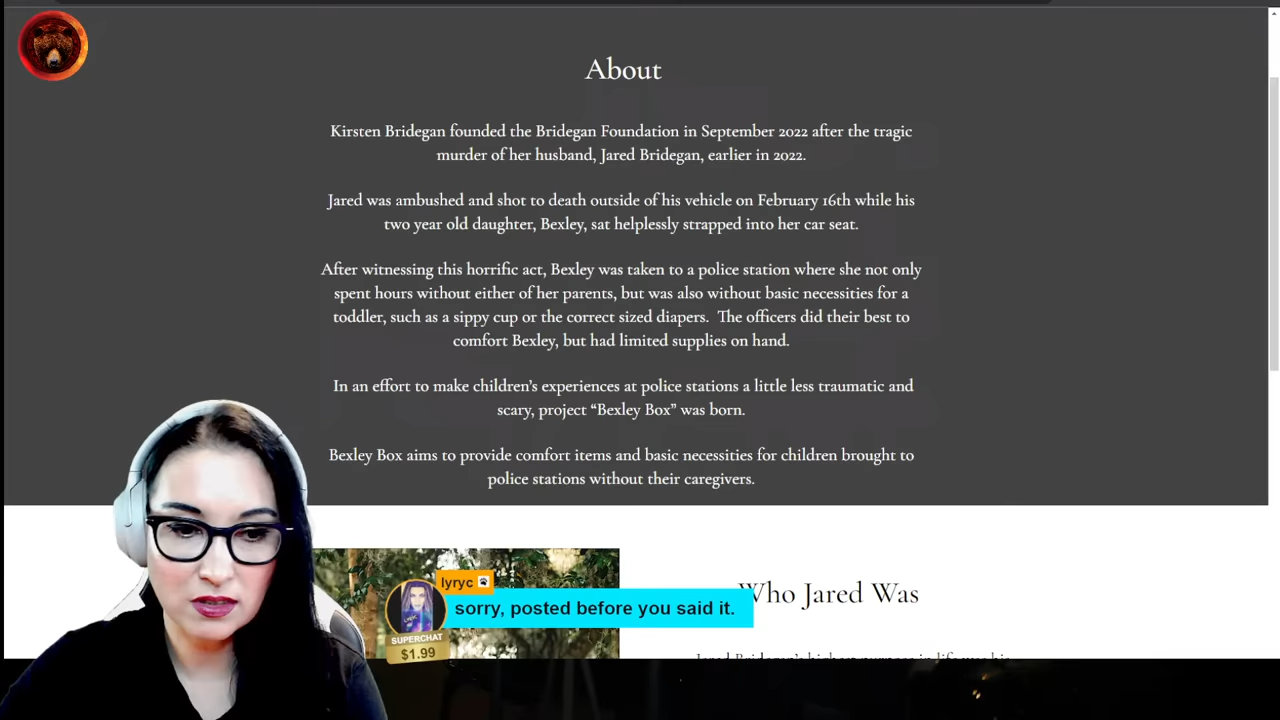 About
Kirsten Bridegan founded the Bridegan Foundation in September 2022 after the tragic
murder of her husband, Jared Bridegan, earlier in 2022.
Jared was ambushed and shot to death outside of his vehicle on February 16th while his
two year old daughter, Bexley, sat helplessly strapped into her car seat.
After witnessing this horrific act, Bexley was taken to a police station where she not only
spent hours without either of her parents, but was also without basic necessities for a
toddler, such as a sippy cup or the correct sized diapers.  The officers did their best to
comfort Bexley, but had limited supplies on hand.
In an effort to make children's experiences at police stations a little less traumatic and
scary, project “Bexley Box” was born.
Bexley Box aims to provide comfort items and basic necessities for children brought to
police stations without their caregivers.
Who Jared Was
lyryc
sorry, posted before you said it.
SUPERCHAT
$1.99